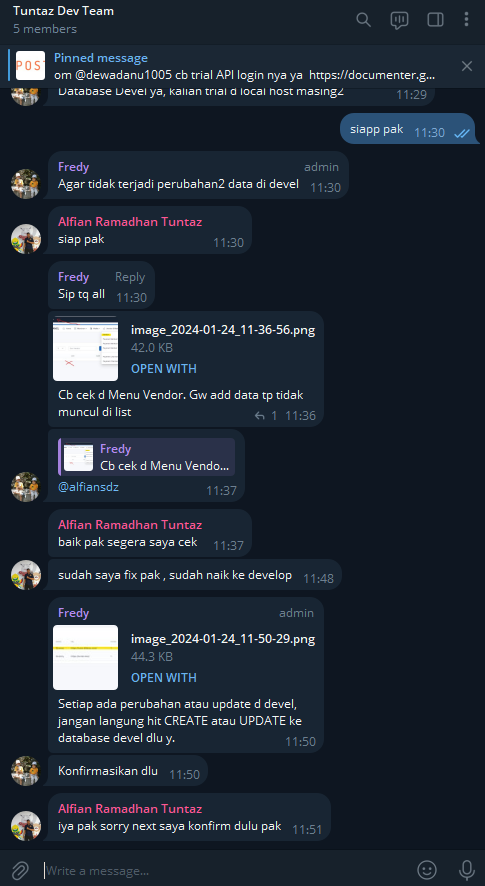 Tuntaz Dev Team
5 members
Pinned message
om @dewadanu1005 cb trial API login nya ya https://documenter.g...
POST
Database Devel ya, kalian trial d local host masing2
11:29
siapp pak 11:30
Fredy admin
Agar tidak terjadi perubahan2 data di devel 11:30
Alfian Ramadhan Tuntaz
siap pak 11:30
Fredy Reply
Sip tq all 11:30
image_2024-01-24_11-36-56.png
42.0 KB
OPEN WITH
Cb cek d Menu Vendor. Gw add data tp tidak
muncul di list
1 11:36
Fredy
Cb cek d Menu Vendo...
@alfiansdz 11:37
Alfian Ramadhan Tuntaz
baik pak segera saya cek 11:37
sudah saya fix pak , sudah naik ke develop 11:48
Fredy admin
image_2024-01-24_11-50-29.png
44.3 KB
OPEN WITH
Setiap ada perubahan atau update d devel,
jangan langung hit CREATE atau UPDATE ke
database devel dlu y.
11:50
Konfirmasikan dlu 11:50
Alfian Ramadhan Tuntaz
iya pak sorry next saya konfirm dulu pak 11:51
Write a message...